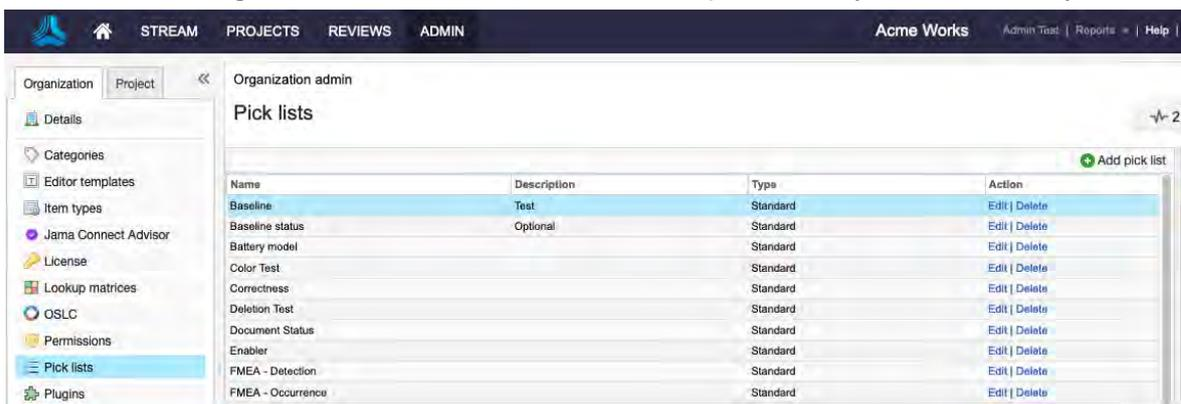 STREAM PROJECTS REVIEWS ADMIN Acme Works Admin Test | Reports | Help |
Organization Project
Organization admin
Details
Pick lists
2
Categories
Add pick list
Editor templates
Item types
Jama Connect Advisor
License
Lookup matrices
OSLC
Permissions
Pick lists
Plugins
Name Description Type Action
Baseline Test Standard Edit | Delete
Baseline status Optional Standard Edit | Delete
Battery model Standard Edit | Delete
Color Test Standard Edit | Delete
Correctness Standard Edit | Delete
Deletion Test Standard Edit | Delete
Document Status Standard Edit | Delete
Enabler Standard Edit | Delete
FMEA - Detection Standard Edit | Delete
FMEA - Occurrence Standard Edit | Delete